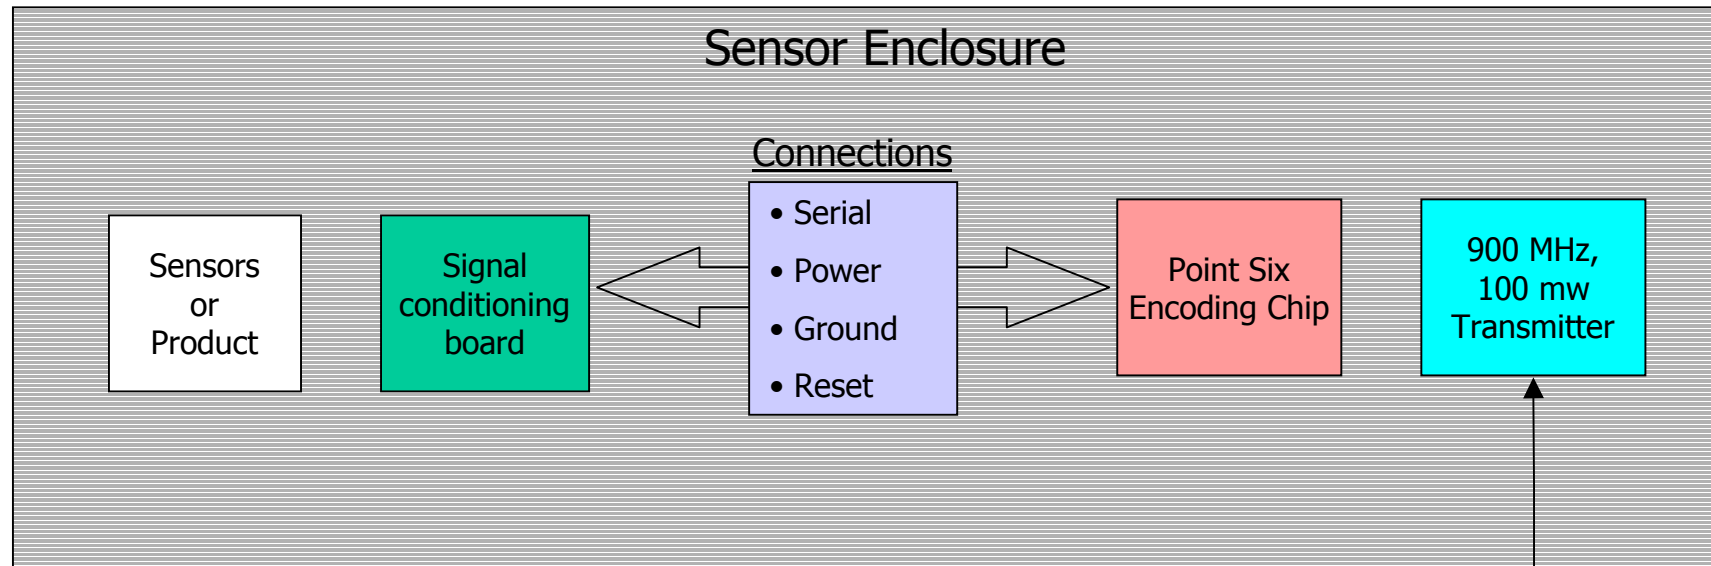 Sensor Enclosure
Connections
Sensors
or
Product
Signal
conditioning
board
• Serial
• Power
• Ground
• Reset
Point Six
Encoding Chip
900 MHz,
100 mw
Transmitter